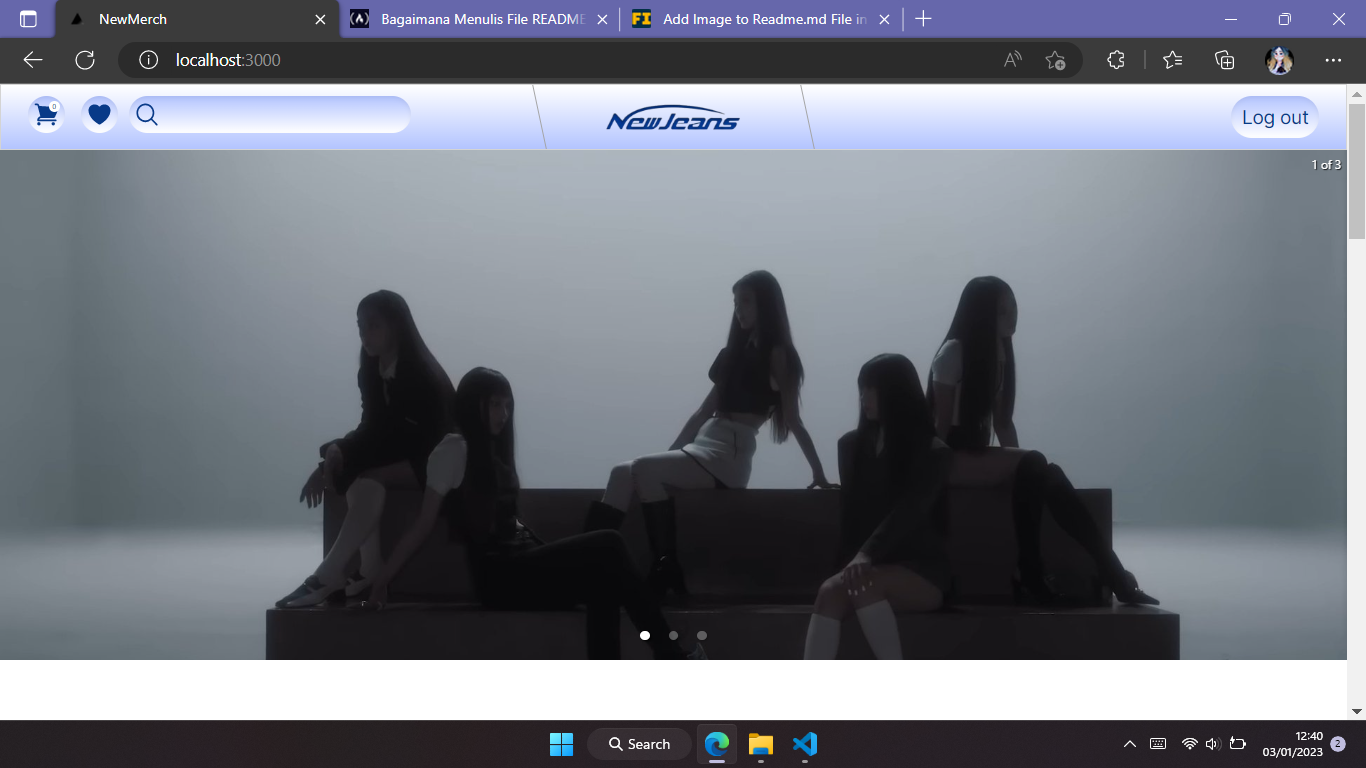 NewMerch
Bagaimana Menulis File README
Add Image to Readme.md File in
localhost:3000
0
NewJeans
Log out
1 of 3
Search
12:40
03/01/2023
2